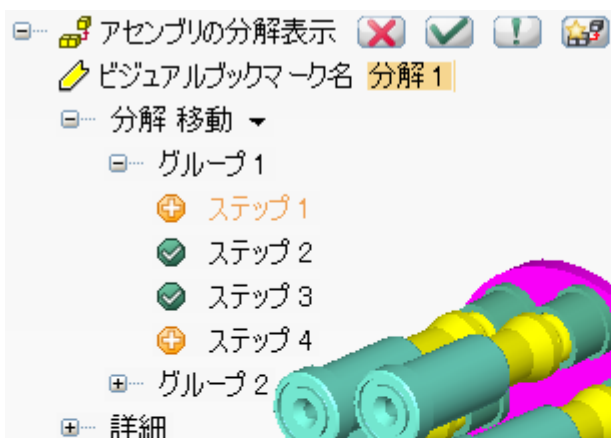 アセンブリの分解表示
ビジュアルブックマーク名 分解 1
分解 移動
グループ 1
ステップ 1
ステップ 2
ステップ 3
ステップ 4
グループ 2
詳細